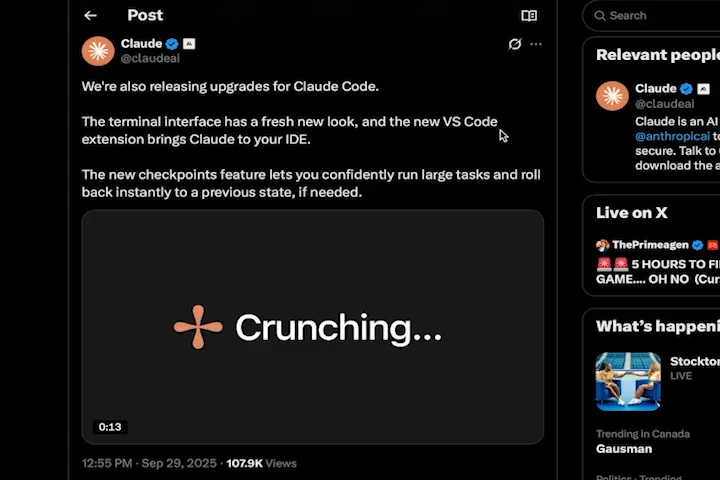 Post
Search
Claude
@claudeai
We're also releasing upgrades for Claude Code.
The terminal interface has a fresh new look, and the new VS Code
extension brings Claude to your IDE.
The new checkpoints feature lets you confidently run large tasks and roll
back instantly to a previous state, if needed.
Crunching...
0:13
12:55 PM · Sep 29, 2025 · 107.9K Views
Relevant people
Claude
@claudeai
Claude is an AI
@anthropicai
secure. Talk to
download the
Live on X
ThePrimeagen
5 HOURS TO
GAME.... OH NO
What's
LIVE
Trending in Canada
Gausman
Politics · Trending